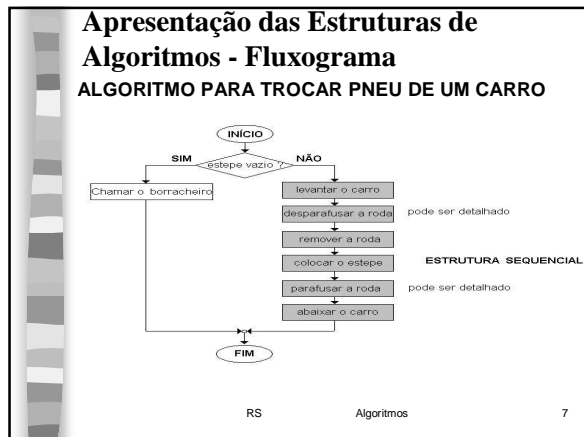 Apresentação das Estruturas de
Algoritmos - Fluxograma
ALGORITMO PARA TROCAR PNEU DE UM CARRO
INÍCIO
SIM
estepe vazio ?
NÃO
Chamar o borracheiro
levantar o carro
desparafusar a roda
pode ser detalhado
remover a roda
colocar o estepe
ESTRUTURA SEQUENCIAL
parafusar a roda
pode ser detalhado
abaixar o carro
FIM
RS
Algoritmos
7